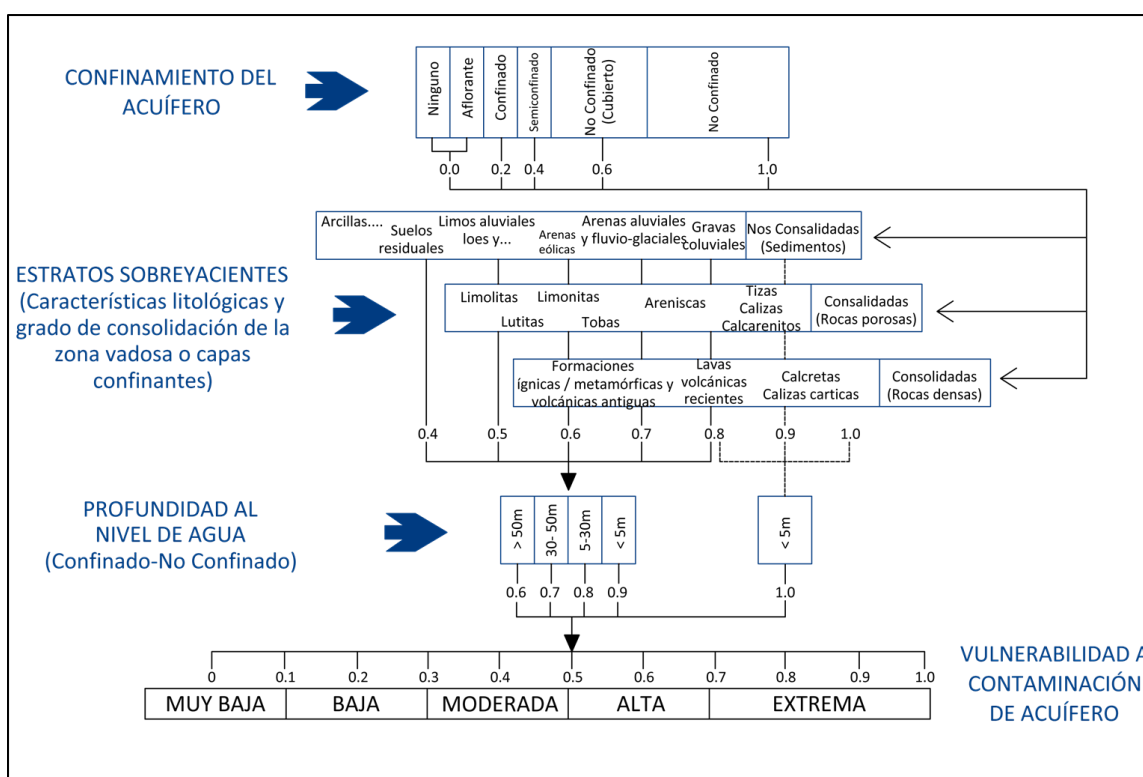 CONFINAMIENTO DEL
ACUÍFERO
Ninguno
Aflorante
Confinado
Semiconfinado
No Confinado
(Cubierto)
No Confinado
0.0
0.2
0.4
0.6
1.0
ESTRATOS SOBREYACIENTES
(Características litológicas y
grado de consolidación de la
zona vadosa o capas
confinantes)
Arcillas....
Suelos
residuales
Limos aluviales
loes y...
Arenas
eólicas
Arenas aluviales
y fluvio-glaciales
Gravas
coluviales
Nos Consalidadas
(Sedimentos)
Limolitas
Lutitas
Limonitas
Tobas
Areniscas
Tizas
Calizas
Calcarenitos
Consalidadas
(Rocas porosas)
Formaciones
ígnicas / metamórficas y
volcánicas antiguas
Lavas
volcánicas
recientes
Calcretas
Calizas carticas
Consolidadas
(Rocas densas)
0.4
0.5
0.6
0.7
0.8
0.9
1.0
PROFUNDIDAD AL
NIVEL DE AGUA
(Confinado-No Confinado)
> 50m
30- 50m
5-30m
< 5m
< 5m
0.6
0.7
0.8
0.9
1.0
0
0.1
0.2
0.3
0.4
0.5
0.6
0.7
0.8
0.9
1.0
MUY BAJA
BAJA
MODERADA
ALTA
EXTREMA
VULNERABILIDAD A
CONTAMINACIÓN
DE ACUÍFERO